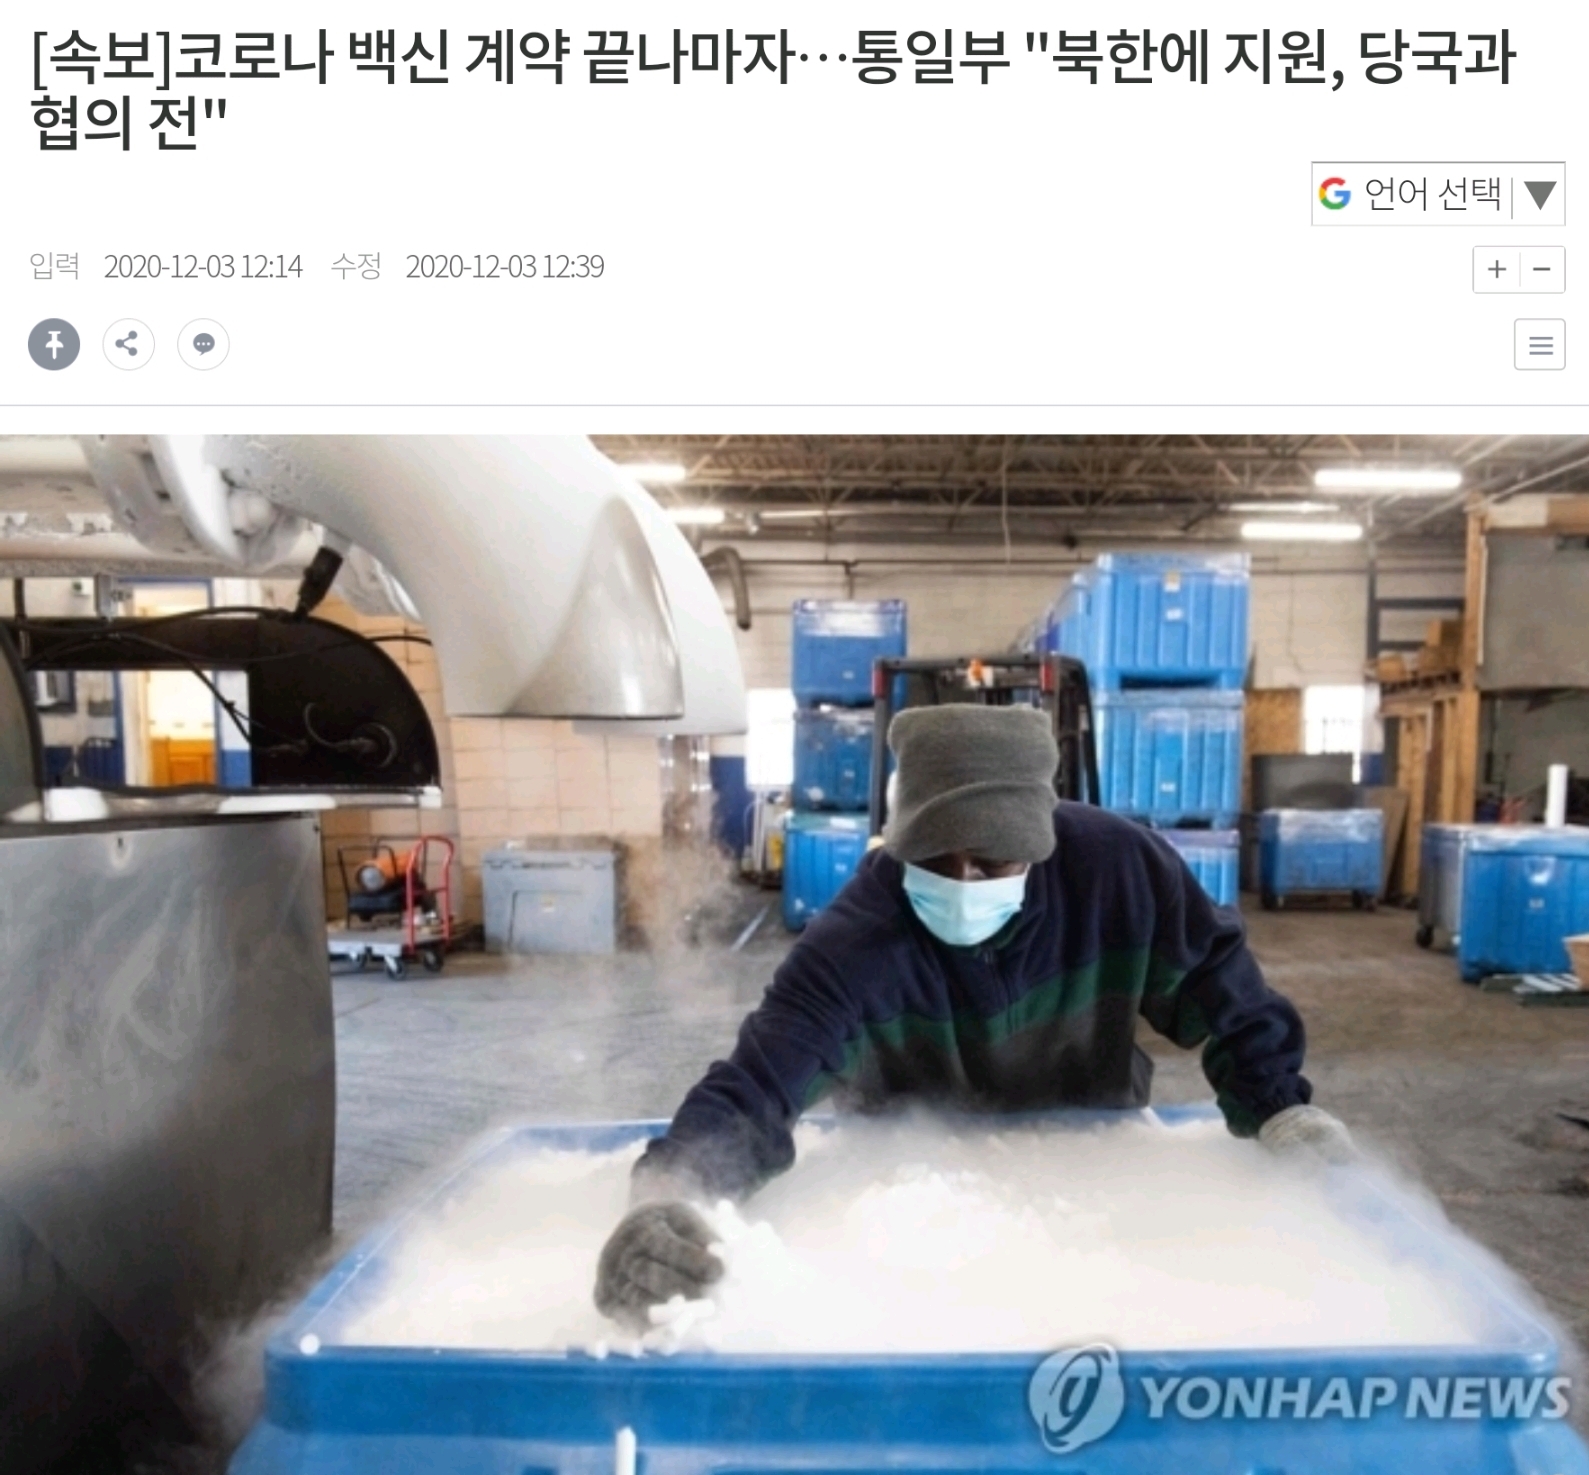 [속보]코로나 백신 계약 끝나마자…통일부 "북한에 지원, 당국과
협의 전"
언어 선택
입력 2020-12-03 12:14 수정 2020-12-03 12:39
YONHAP NEWS